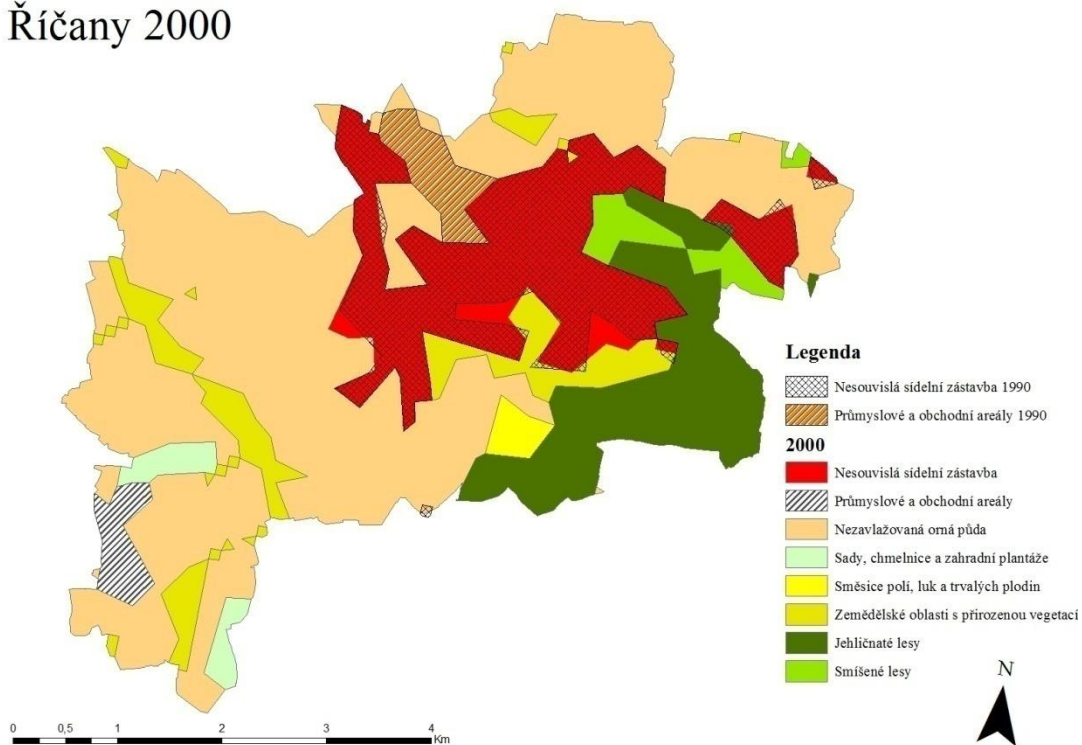 Říčany 2000
Legenda
Nesouvislá sídelní zástavba 1990
Průmyslové a obchodní areály 1990
2000
Nesouvislá sídelní zástavba
Průmyslové a obchodní areály
Nezavlažovaná orná půda
Sady, chmelnice a zahradní plantáže
Směsice polí, luk a trvalých plodin
Zemědělské oblasti s přirozenou vegetací
Jehličnaté lesy
Smíšené lesy
N
0 0,5 1 2 3 4
Km